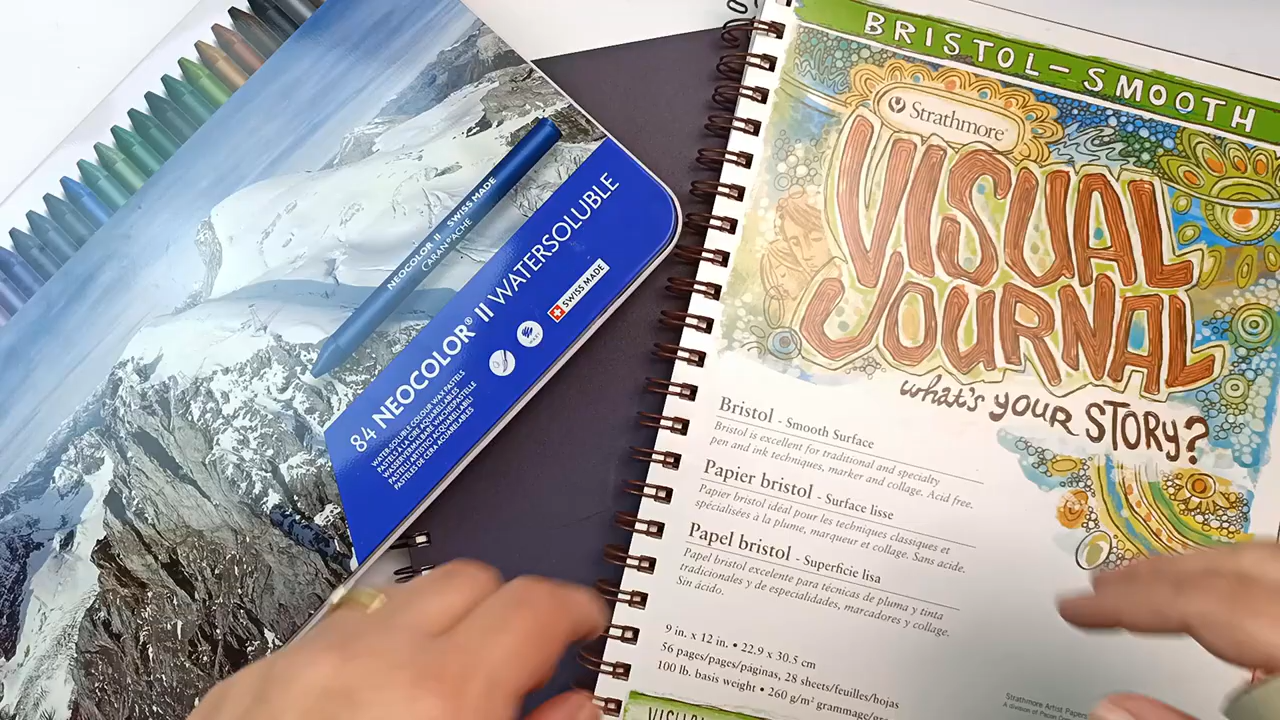 NEOCOLOR II SWISS MADE
CARAN D'ACHE
84 NEOCOLOR® II WATERSOLUBLE
SWISS MADE
WATER-SOLUBLE COLOUR WAX PASTELS
PASTELS À LA CIRE AQUARELLABLES
WASSERVERMALBARE WACHSPASTELLE
PASTELLI ARTISTICI ACQUARELLABILI
PASTELES DE CERA ACUARELABLES
BRISTOL-SMOOTH
Strathmore®
VISUAL
JOURNAL
what's your STORy?
Bristol - Smooth Surface
Bristol is excellent for traditional and specialty
pen and ink techniques, marker and collage. Acid free.
Papier bristol - Surface lisse
Papier bristol idéal pour les techniques classiques et
spécialisées à la plume, marqueur et collage. Sans acide.
Papel bristol - Superficie lisa
Papel bristol excelente para técnicas de pluma y tinta
tradicionales y de especialidades, marcadores y collage.
Sin ácido.
9 in. x 12 in. • 22.9 x 30.5 cm
56 pages/pages/páginas, 28 sheets/feuilles/hojas
100 lb. basis weight • 260 g/m² grammage
Strathmore Artist Papers
A Division of